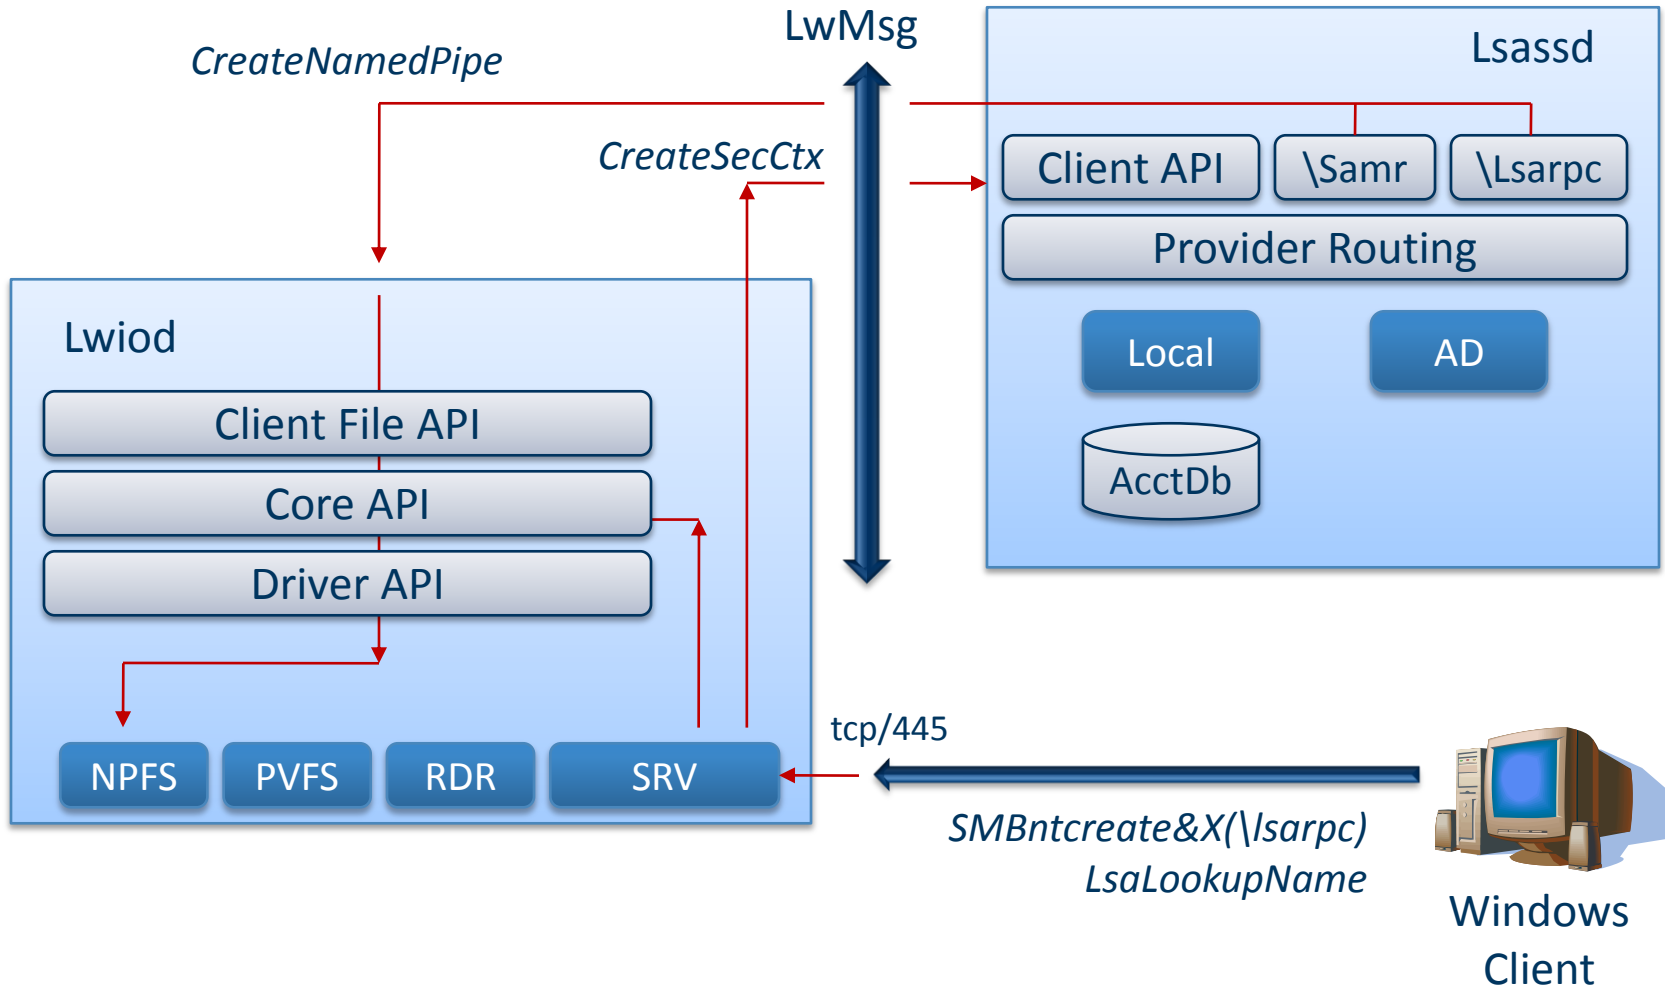 LwMsg
CreateNamedPipe
CreateSecCtx
Lsassd
Client API
\Samr
\Lsarpc
Provider Routing
Local
AD
AcctDb
Lwiod
Client File API
Core API
Driver API
NPFS
PVFS
RDR
SRV
tcp/445
SMBntcreate&X(\lsarpc)
LsaLookupName
Windows
Client